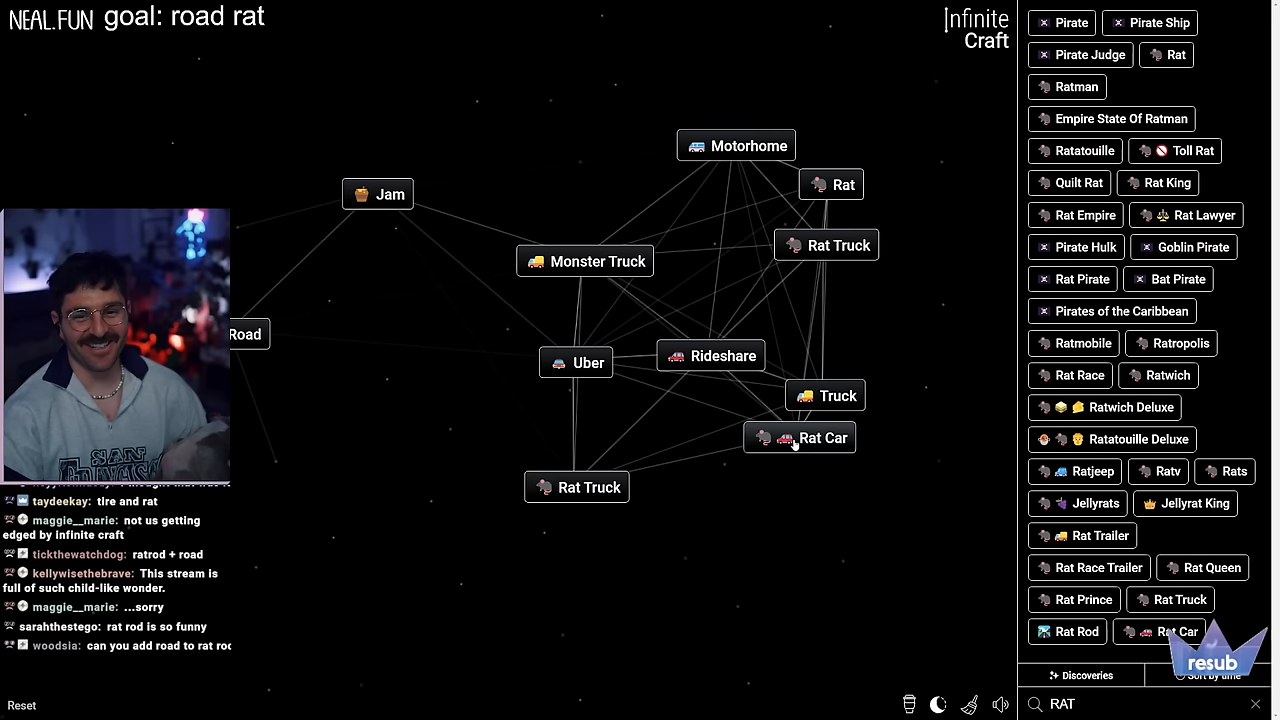 NEAL.FUN goal: road rat
Infinite Craft
Motorhome
Rat
Jam
Rat Truck
Monster Truck
Road
Rideshare
Uber
Truck
Rat Car
Rat Truck
SAN
taydeekay: tire and rat
maggie__marie: not us getting
edged by infinite craft
tickthewatchdog: ratrod + road
kellywisethebrave: This stream is
full of such child-like wonder.
maggie__marie: ...sorry
sarahthestego: rat rod is so funny
woodsia: can you add road to rat rod
Reset
Pirate Pirate Ship
Pirate Judge Rat
Ratman
Empire State Of Ratman
Ratatouille Toll Rat
Quilt Rat Rat King
Rat Empire Rat Lawyer
Pirate Hulk Goblin Pirate
Rat Pirate Bat Pirate
Pirates of the Caribbean
Ratmobile Ratropolis
Rat Race Ratwich
Ratwich Deluxe
Ratatouille Deluxe
Ratjeep Ratv Rats
Jellyrats Jellyrat King
Rat Trailer
Rat Race Trailer Rat Queen
Rat Prince Rat Truck
Rat Rod Rat Car
resub
Discoveries Sort by time
RAT